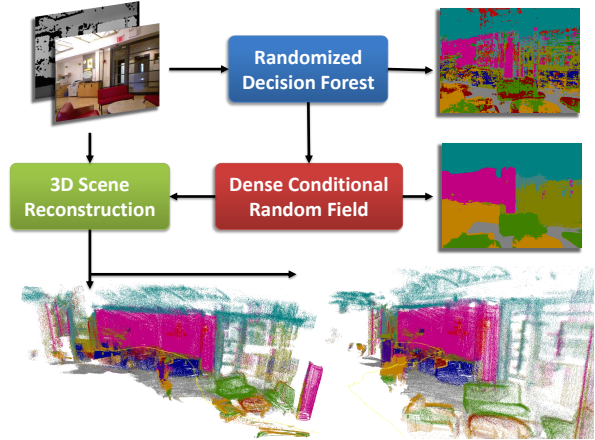 Randomized
Decision Forest
3D Scene
Reconstruction
Dense Conditional
Random Field